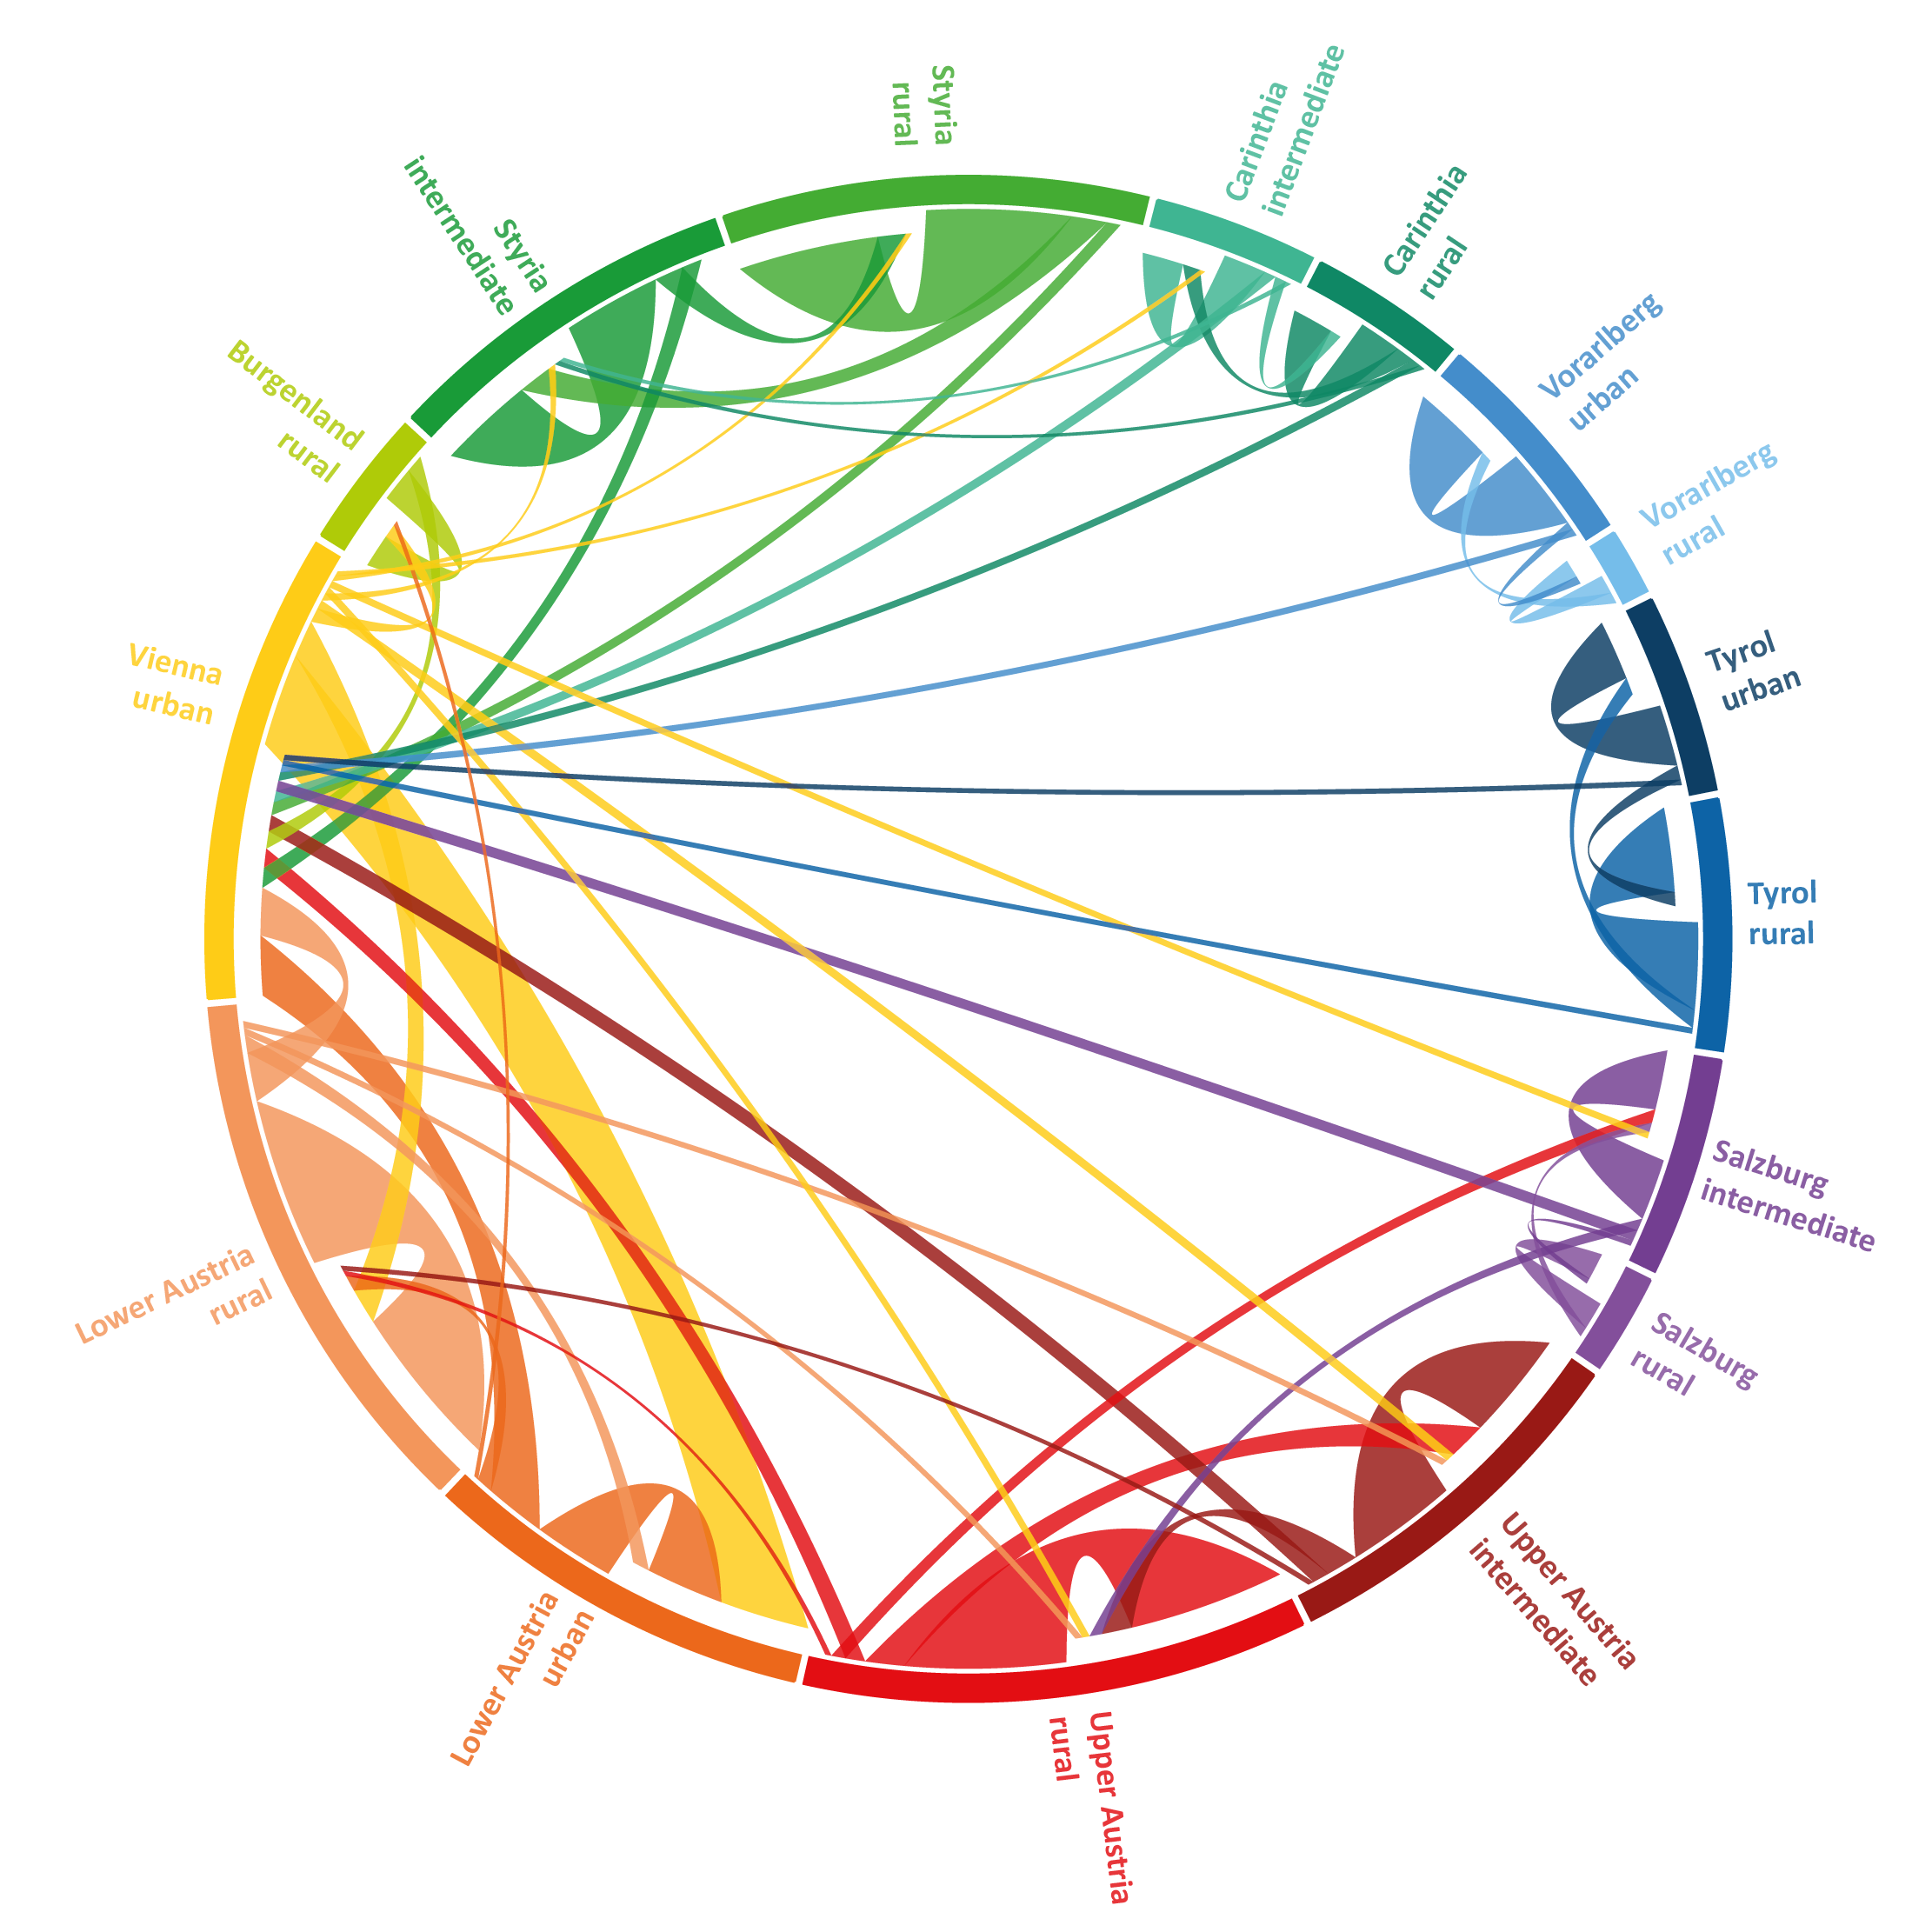 Styria
rural
Carinthia
intermediate
Carinthia
rural
Vorarlberg
urban
Vorarlberg
rural
Tyrol
urban
Tyrol
rural
Salzburg
intermediate
Salzburg
rural
Upper Austria
intermediate
Upper Austria
rural
Lower Austria
urban
Lower Austria
rural
Vienna
urban
Burgenland
rural
Styria
intermediate